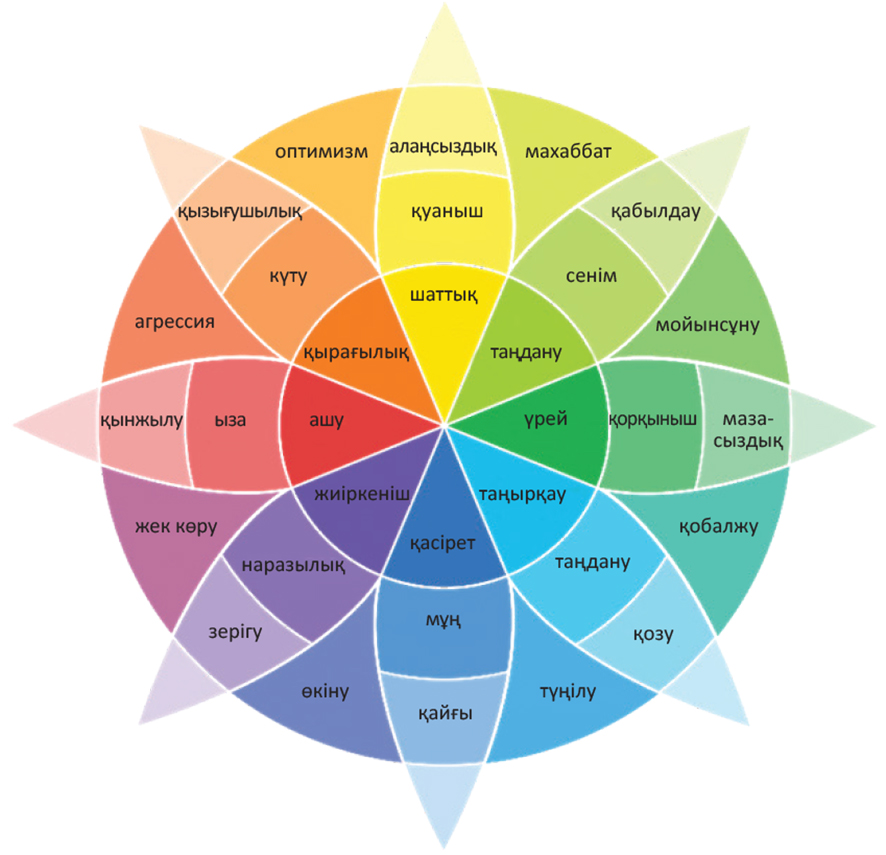 оптимизм
алаңсыздық
махаббат
қызығушылық
қуаныш
қабылдау
күту
сенім
шаттық
агрессия
мойынсұну
қырағылық
таңдану
қынжылу
ыза
ашу
үрей
қорқыныш
маза-
сыздық
жиіркеніш
таңырқау
жек көру
қасірет
қобалжу
наразылық
таңдану
зерігу
мұң
қозу
өкіну
түңілу
қайғы